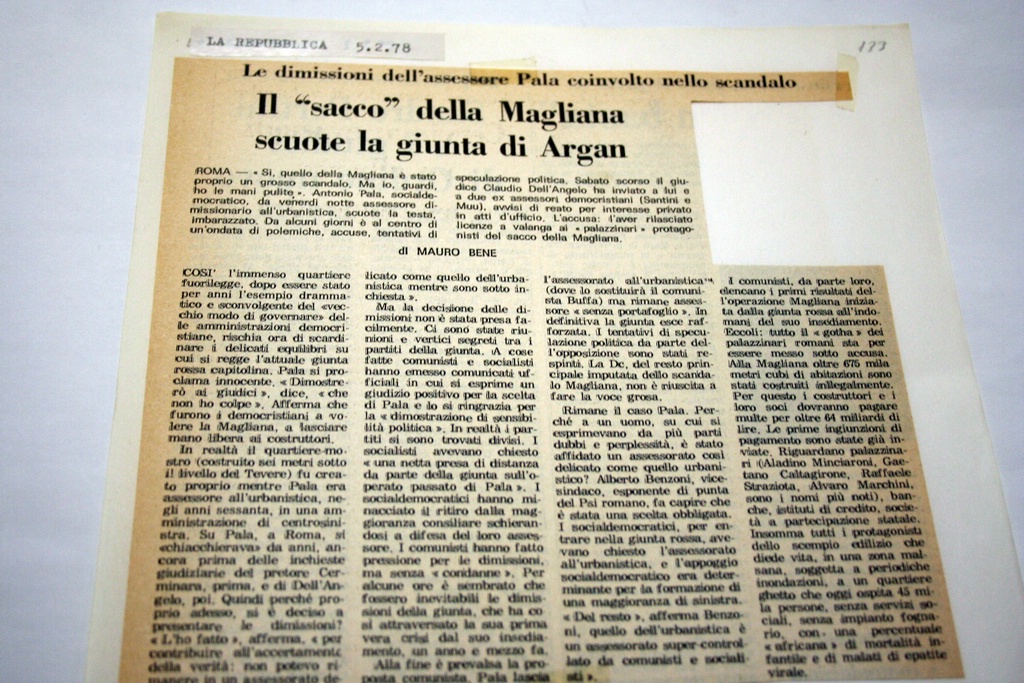 LA REPUBBLICA 5.2.78
Le dimissioni dell'assessore Pala coinvolto nello scandalo
Il “sacco” della Magliana
scuote la giunta di Argan
ROMA — « Sì, quello della Magliana è stato
proprio un grosso scandalo. Ma io, guardi,
ho le mani pulite ». Antonio Pala, socialde-
mocratico, da venerdì notte assessore di-
missionario all'urbanistica, scuote la testa,
imbarazzato. Da alcuni giorni è al centro di
un'ondata di polemiche, accuse, tentativi di
speculazione politica. Sabato scorso il giu-
dice Claudio Dell'Angelo ha inviato a lui e
a due ex assessori democristiani (Santini e
Muu), avvisi di reato per interesse privato
in atti d'ufficio. L'accusa: l'aver rilasciato
licenze a valanga ai « palazzinari » protago-
nisti del sacco della Magliana.
di MAURO BENE
COSI' l'immenso quartiere
fuorilegge, dopo essere stato
per anni l'esempio dramma-
tico e sconvolgente del «vec-
chio modo di governare» del-
le amministrazioni democri-
stiane, rischia ora di scardi-
nare i delicati equilibri su
cui si regge l'attuale giunta
rossa capitolina. Pala si pro-
clama innocente. « Dimostre-
rò ai giudici », dice, « che
non ho colpe ». Afferma che
furono i democristiani a vo-
lere la Magliana, a lasciare
mano libera ai costruttori.
In realtà il quartiere-mo-
stro (costruito sei metri sotto
il livello del Tevere) fu crea-
to proprio mentre Pala era
assessore all'urbanistica, ne-
gli anni sessanta, in una am-
ministrazione di centrosini-
stra. Su Pala, a Roma, si
«chiacchierava» da anni, an-
cora prima delle inchieste
giudiziarie del pretore Cer-
minara, prima, e di Dell'An-
gelo, poi. Quindi perché pro-
prio adesso, si è deciso a
presentare le dimissioni?
« L'ho fatto », afferma, « per
contribuire all'accertamento
della verità: non potevo ri-
manere in un assessorato de-
licato come quello dell'urba-
nistica mentre sono sotto in-
chiesta ».
Ma la decisione delle di-
missioni non è stata presa fa-
cilmente. Ci sono state riu-
nioni e vertici segreti tra i
partiti della giunta. A cose
fatte comunisti e socialisti
hanno emesso comunicati uf-
ficiali in cui si esprime un
giudizio positivo per la scelta
di Pala e lo si ringrazia per
la « dimostrazione di sensibi-
lità politica ». In realtà i par-
titi si sono trovati divisi. I
socialisti avevano chiesto
« una netta presa di distanza
da parte della giunta sull'o-
perato passato di Pala ». I
socialdemocratici hanno mi-
nacciato il ritiro dalla mag-
gioranza consiliare schieran-
dosi a difesa del loro asses-
sore. I comunisti hanno fatto
pressione per le dimissioni,
ma senza « condanne ». Per
alcune ore è sembrato che
fossero inevitabili le dimis-
sioni della giunta, che ha co-
sì attraversato la sua prima
vera crisi dal suo insedia-
mento, un anno e mezzo fa.
Alla fine è prevalsa la pro-
posta comunista. Pala lascia
l'assessorato all'urbanistica
(dove lo sostituirà il comuni-
sta Buffa) ma rimane asses-
sore « senza portafoglio ». In
definitiva la giunta esce raf-
forzata. I tentativi di specu-
lazione politica da parte del-
l'opposizione sono stati re-
spinti. La Dc, del resto prin-
cipale imputata dello scanda-
lo Magliana, non è riuscita a
fare la voce grossa.
Rimane il caso Pala. Per-
ché a un uomo, su cui si
esprimevano da più parti
dubbi e perplessità, è stato
affidato un assessorato così
delicato come quello urbani-
stico? Alberto Benzoni, vice-
sindaco, esponente di punta
del Psi romano, fa capire che
è stata una scelta obbligata.
I socialdemocratici, per en-
trare nella giunta rossa, ave-
vano chiesto l'assessorato
all'urbanistica, e l'appoggio
socialdemocratico era deter-
minante per la formazione di
una maggioranza di sinistra.
« Del resto », afferma Benzo-
ni, quello dell'urbanistica è
un assessorato super-control-
lato da comunisti e sociali-
sti ».
I comunisti, da parte loro,
elencano i primi risultati del-
l'operazione Magliana inizia-
ta dalla giunta rossa all'indo-
mani del suo insediamento.
Eccoli: tutto il « gotha » dei
palazzinari romani sta per
essere messo sotto accusa.
Alla Magliana oltre 675 mila
metri cubi di abitazioni sono
stati costruiti illegalmente.
Per questo i costruttori e i
loro soci dovranno pagare
multe per oltre 64 miliardi di
lire. Le prime ingiunzioni di
pagamento sono state già in-
viate. Riguardano palazzina-
ri (Aladino Minciaroni, Gae-
tano Caltagirone, Raffaele
Straziota, Alvaro Marchini,
sono i nomi più noti), ban-
che, istituti di credito, socie-
tà a partecipazione statale.
Insomma tutti i protagonisti
dello scempio edilizio che
diede vita, in una zona mal-
sana, soggetta a periodiche
inondazioni, a un quartiere
ghetto che oggi ospita 45 mi-
la persone, senza servizi so-
ciali, senza impianto fogna-
rio, con una percentuale
« africana » di mortalità in-
fantile e di malati di epatite
virale.